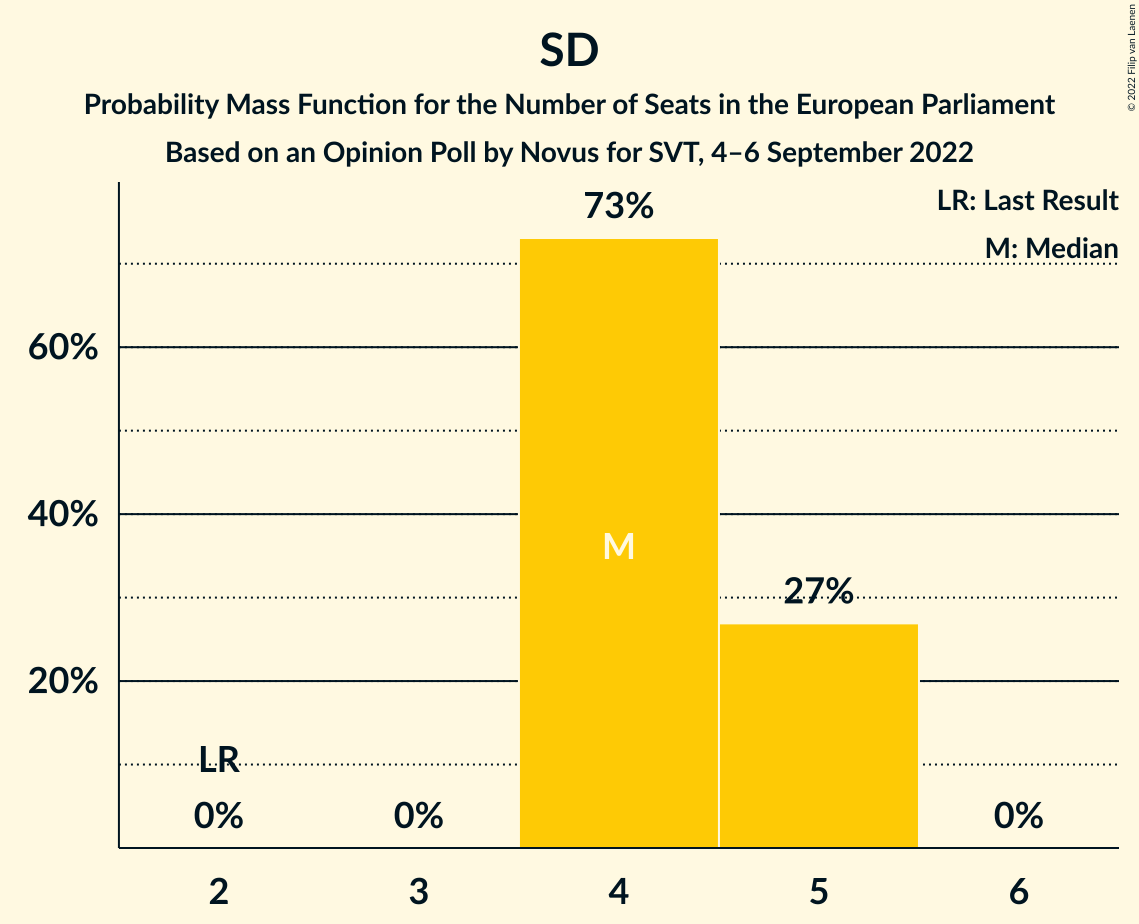 SD
Probability Mass Function for the Number of Seats in the European Parliament
Based on an Opinion Poll by Novus for SVT, 4–6 September 2022
© 2022 Filip van Laenen
LR: Last Result
M: Median
73%
60%
M
40%
27%
20%
LR
0%
0%
0%
2
3
4
5
6